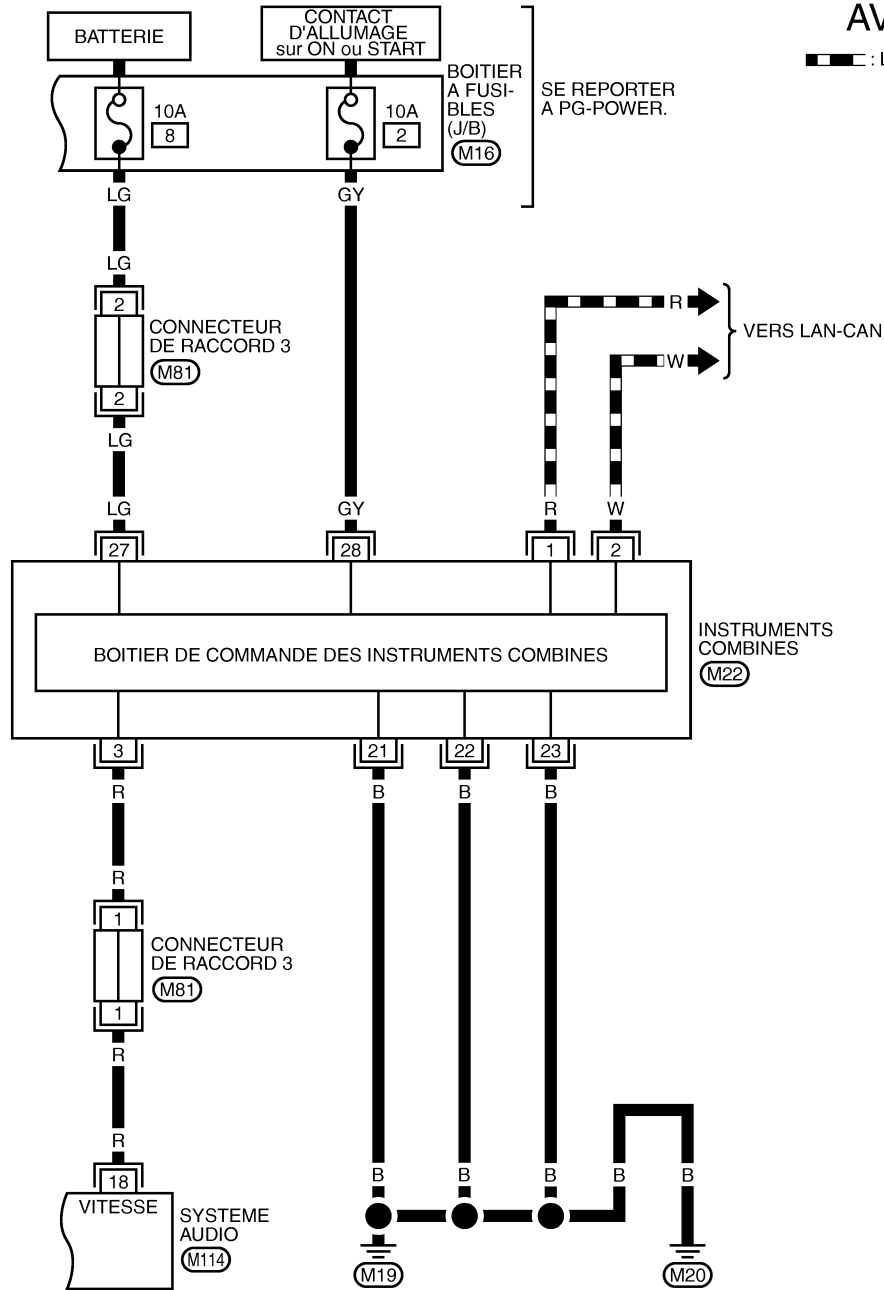 BATTERIE
CONTACT
D'ALLUMAGE
sur ON ou START
AV
: L
10A
8
10A
2
BOITIER
A FUSI-
BLES
(J/B)
M16
SE REPORTER
A PG-POWER.
LG
GY
LG
2
CONNECTEUR
DE RACCORD 3
M81
2
LG
R
W
VERS LAN-CAN
LG
GY
R
W
27
28
1
2
BOITIER DE COMMANDE DES INSTRUMENTS COMBINES
INSTRUMENTS
COMBINES
M22
3
21
22
23
R
B
B
B
R
1
CONNECTEUR
DE RACCORD 3
M81
1
R
R
B
B
B
B
B
18
VITESSE
SYSTEME
AUDIO
M114
M19
M20